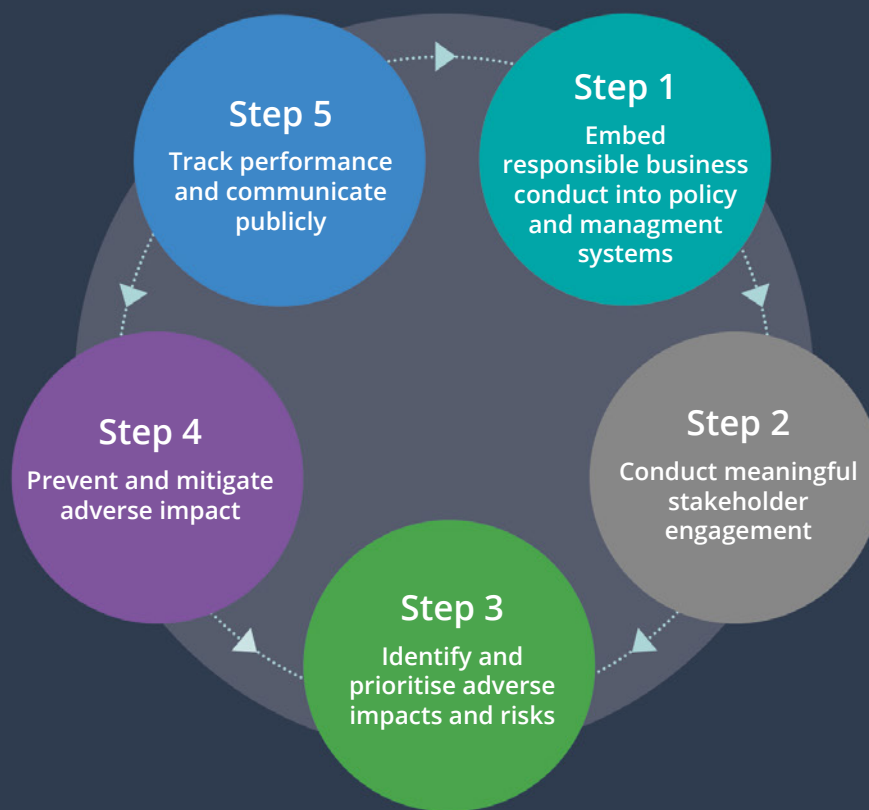 Step 1
Embed
responsible business
conduct into policy
and managment
systems
Step 2
Conduct meaningful
stakeholder
engagement
Step 3
Identify and
prioritise adverse
impacts and risks
Step 4
Prevent and mitigate
adverse impact
Step 5
Track performance
and communicate
publicly